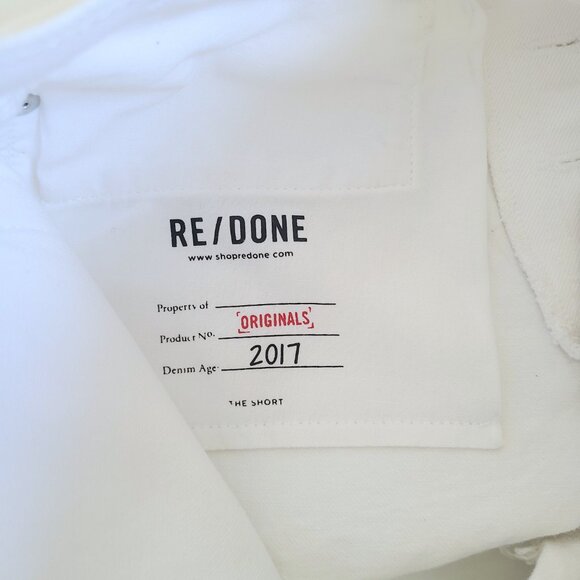 RE/DONE
www.shopredone.com
Property of
Product No. ORIGINALS
Denim Age 2017
THE SHORT